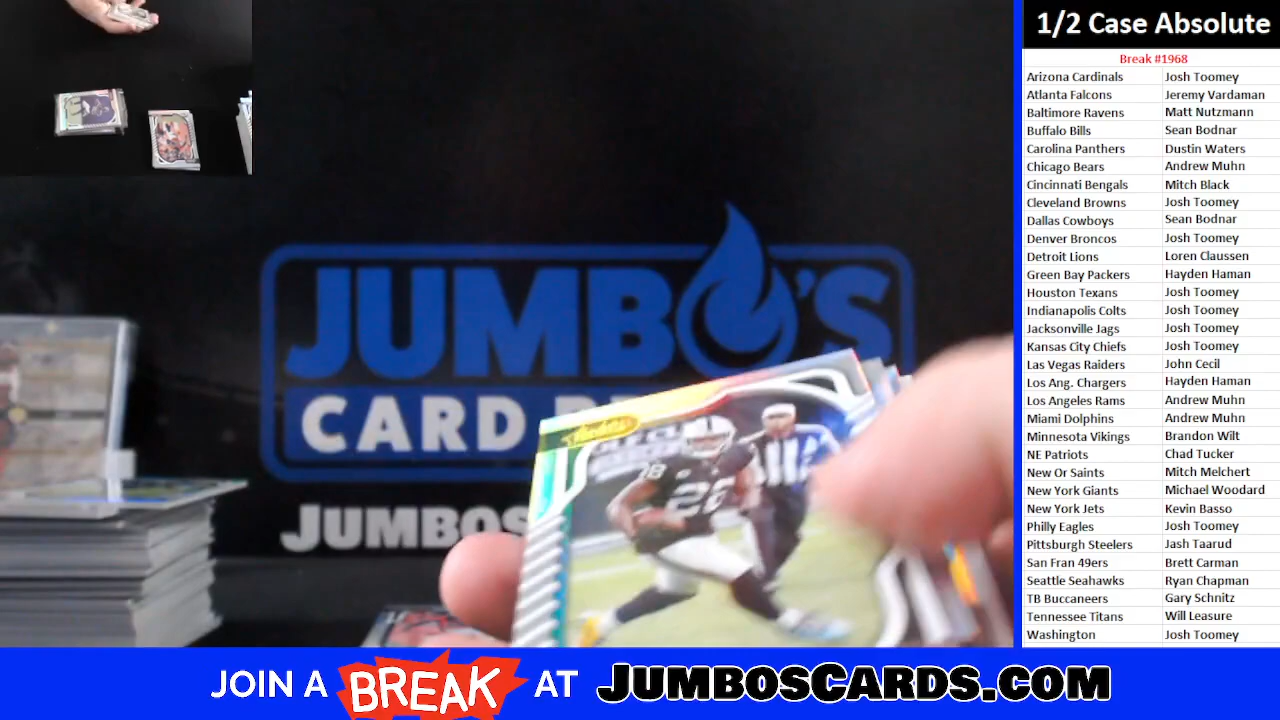 1/2 Case Absolute
Break #1968
Arizona Cardinals Josh Toomey
Atlanta Falcons Jeremy Vardaman
Baltimore Ravens Matt Nutzmann
Buffalo Bills Sean Bodnar
Carolina Panthers Dustin Waters
Chicago Bears Andrew Muhn
Cincinnati Bengals Mitch Black
Cleveland Browns Josh Toomey
Dallas Cowboys Sean Bodnar
Denver Broncos Josh Toomey
Detroit Lions Loren Claussen
Green Bay Packers Hayden Haman
Houston Texans Josh Toomey
Indianapolis Colts Josh Toomey
Jacksonville Jags Josh Toomey
Kansas City Chiefs Josh Toomey
Las Vegas Raiders John Cecil
Los Ang. Chargers Hayden Haman
Los Angeles Rams Andrew Muhn
Miami Dolphins Andrew Muhn
Minnesota Vikings Brandon Wilt
NE Patriots Chad Tucker
New Or Saints Mitch Melchert
New York Giants Michael Woodard
New York Jets Kevin Basso
Philly Eagles Josh Toomey
Pittsburgh Steelers Jash Taarud
San Fran 49ers Brett Carman
Seattle Seahawks Ryan Chapman
TB Buccaneers Gary Schnitz
Tennessee Titans Will Leasure
Washington Josh Toomey
JUMBO'S
CARD
JUMBOS
28
JOIN A BREAK AT JUMBOSCARDS.COM